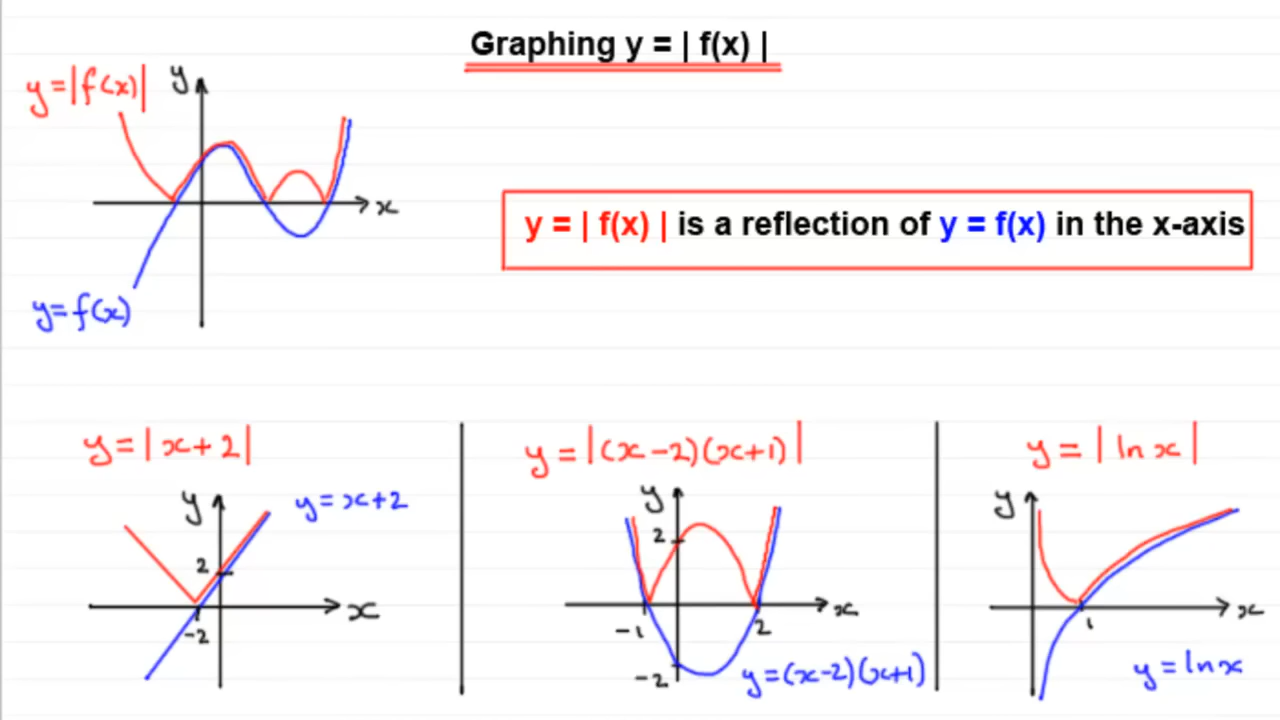 Graphing y = | f(x) |
y = |f(x)|
y
x
y = | f(x) | is a reflection of y = f(x) in the x-axis
y = f(x)
y = |x + 2|
y
y = x + 2
2
x
-2
y = |(x - 2)(x + 1)|
y
2
x
-1
2
-2
y = (x - 2)(x + 1)
y = |ln x|
y
x
1
y = ln x